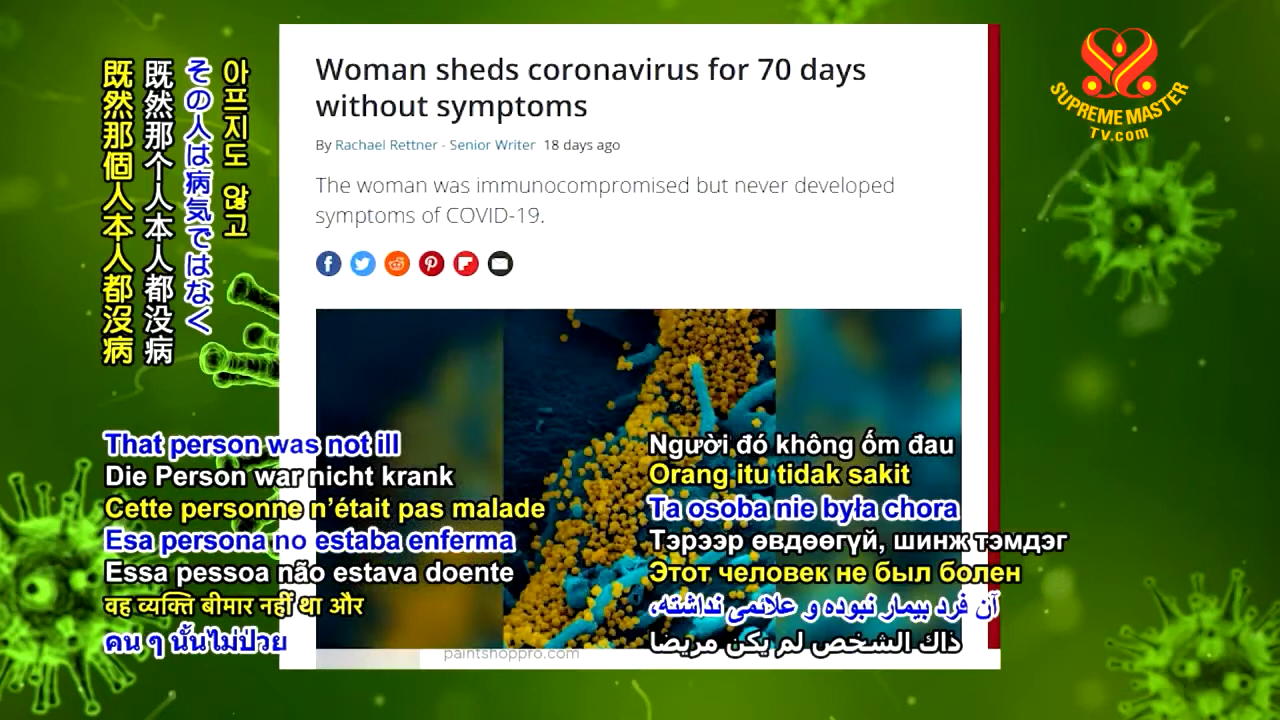 Woman sheds coronavirus for 70 days
without symptoms
By Rachael Rettner - Senior Writer 18 days ago
The woman was immunocompromised but never developed
symptoms of COVID-19.
SUPREME MASTER
TV.com
아프지도 않고
その人は病気ではなく
既然那个人本人都没病
既然那個人本人都沒病
That person was not ill
Die Person war nicht krank
Cette personne n’était pas malade
Esa persona no estaba enferma
Essa pessoa não estava doente
वह व्यक्ति बीमार नहीं था और
คน ๆ นั้นไม่ป่วย
Người đó không ốm đau
Orang itu tidak sakit
Ta osoba nie była chora
Тэрээр өвдөөгүй, шинж тэмдэг
Этот человек не был болен
آن فرد بیمار نبوده و علائمی نداشته،
ذاك الشخص لم يكن مريضا
paintshoppro.com